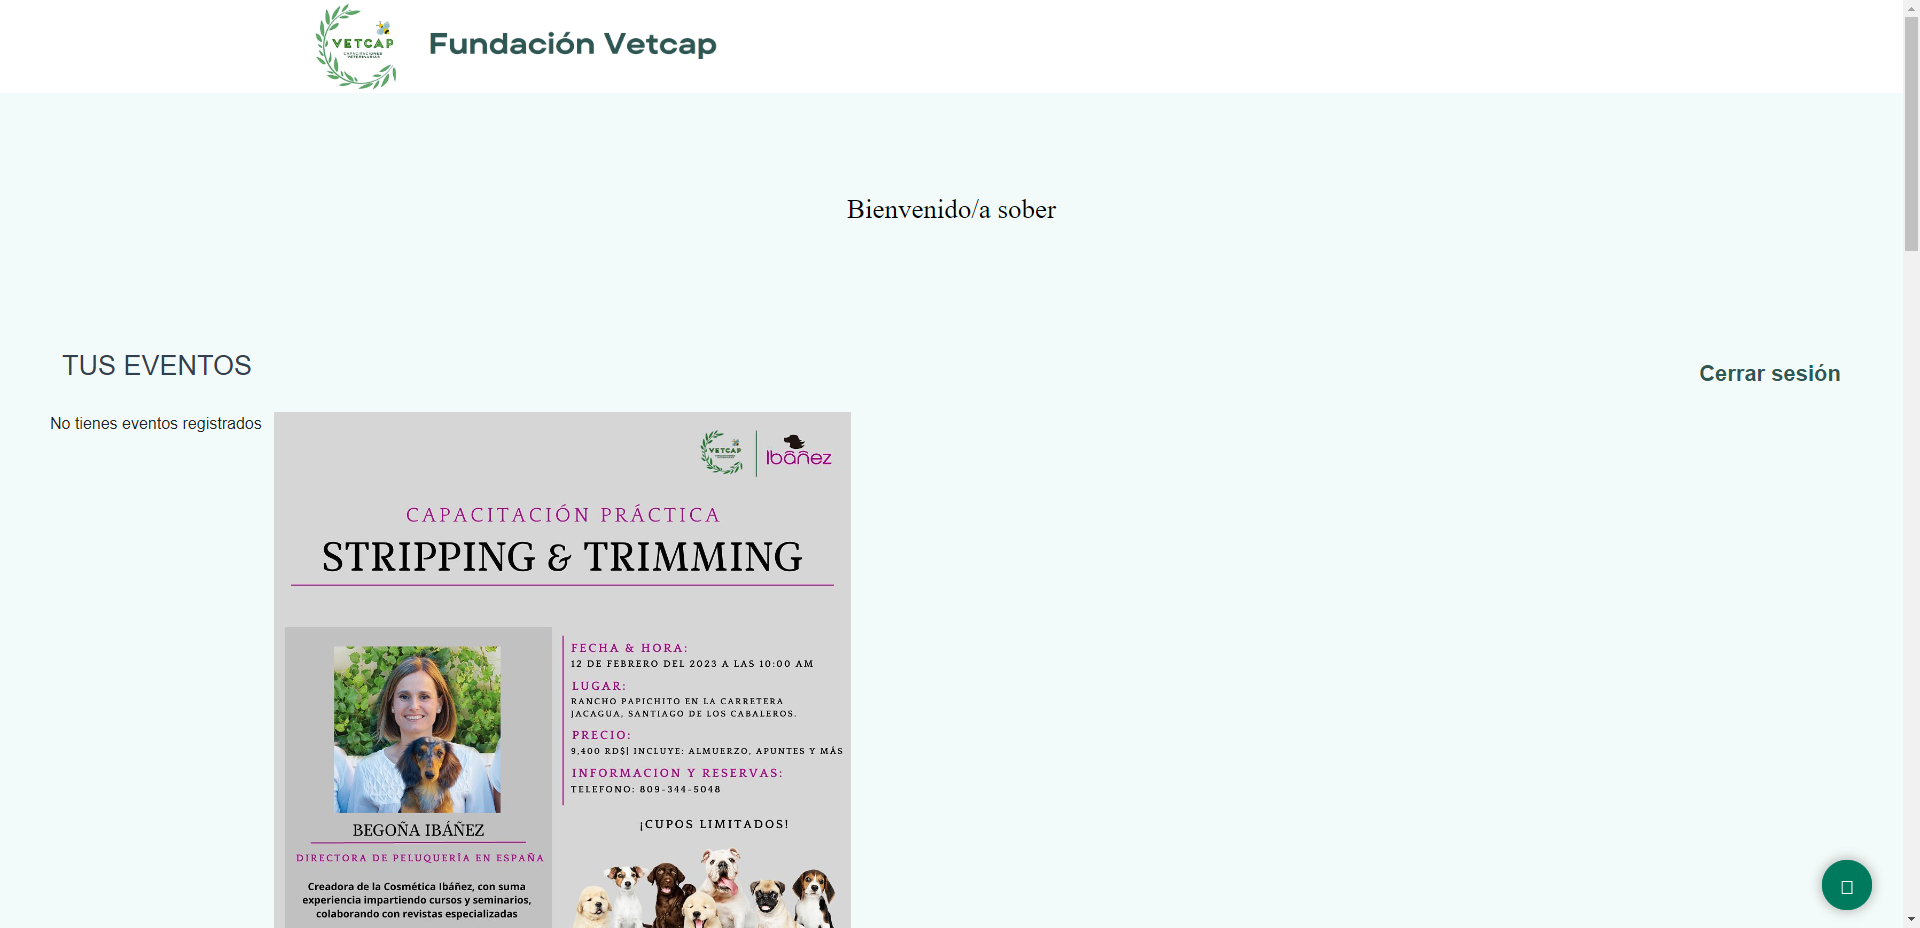 VETCAP
CAPACITACIONES
VETERINARIAS
Fundación Vetcap
Bienvenido/a sober
TUS EVENTOS
Cerrar sesión
No tienes eventos registrados
VETCAP
Ibáñez
CAPACITACIÓN PRÁCTICA
STRIPPING & TRIMMING
FECHA & HORA:
12 DE FEBRERO DEL 2023 A LAS 10:00 AM
LUGAR:
RANCHO PAPICHITO EN LA CARRETERA
JACAGUA, SANTIAGO DE LOS CABALEROS.
PRECIO:
9,400 RD$| INCLUYE: ALMUERZO, APUNTES Y MÁS
INFORMACION Y RESERVAS:
TELEFONO: 809-344-5048
¡CUPOS LIMITADOS!
BEGOÑA IBÁÑEZ
DIRECTORA DE PELUQUERÍA EN ESPAÑA
Creadora de la Cosmética Ibáñez, con suma
experiencia impartiendo cursos y seminarios,
colaborando con revistas especializadas